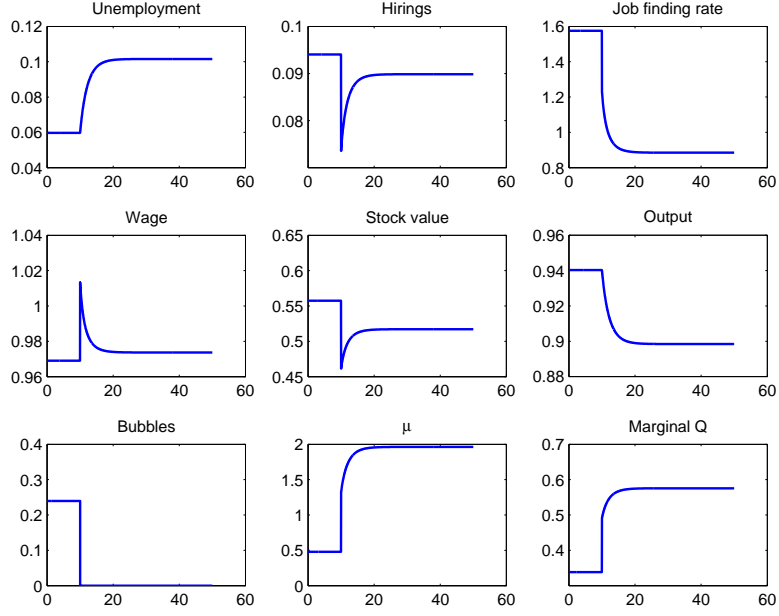 Unemployment
0.12
0.1
0.08
0.06
0.04
0 20 40 60
Hirings
0.1
0.09
0.08
0 20 40 60
Job finding rate
1.6
1.4
1.2
1
0.8
0 20 40 60
Wage
1.04
1.02
1
0.98
0.96
0 20 40 60
Stock value
0.65
0.6
0.55
0.5
0.45
0 20 40 60
Output
0.96
0.94
0.92
0.9
0.88
0 20 40 60
Bubbles
0.4
0.3
0.2
0.1
0
0 20 40 60
μ
2
1.5
1
0.5
0
0 20 40 60
Marginal Q
0.7
0.6
0.5
0.4
0 20 40 60